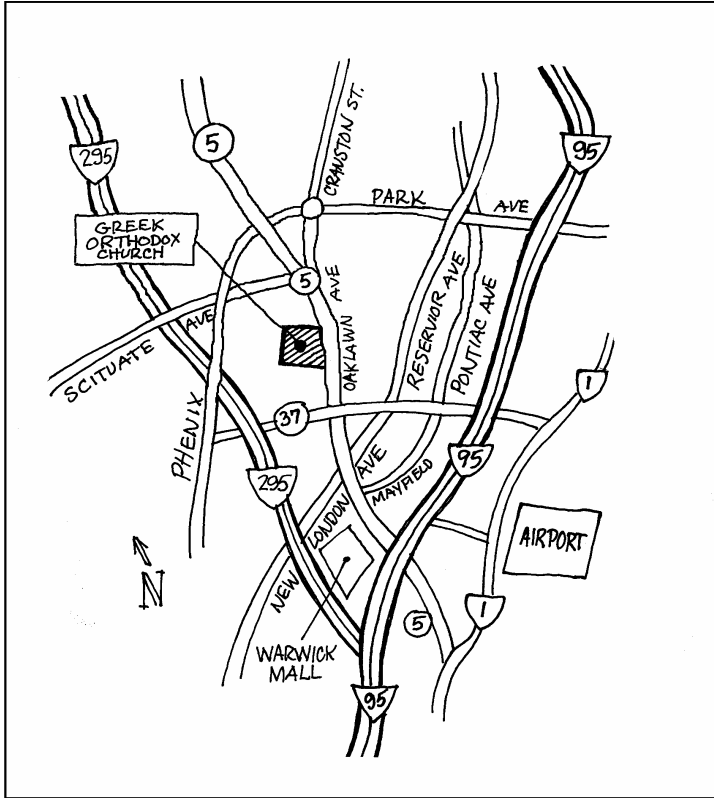 95
5
295
CRANSTON ST.
PARK AVE
GREEK
ORTHODOX
CHURCH
5
OAKLAWN AVE
RESERVOIR AVE
PONTIAC AVE
SCITUATE AVE
PHENIX
1
37
95
295
NEW LONDON AVE
MAYFIELD
AIRPORT
N
1
5
WARWICK
MALL
95